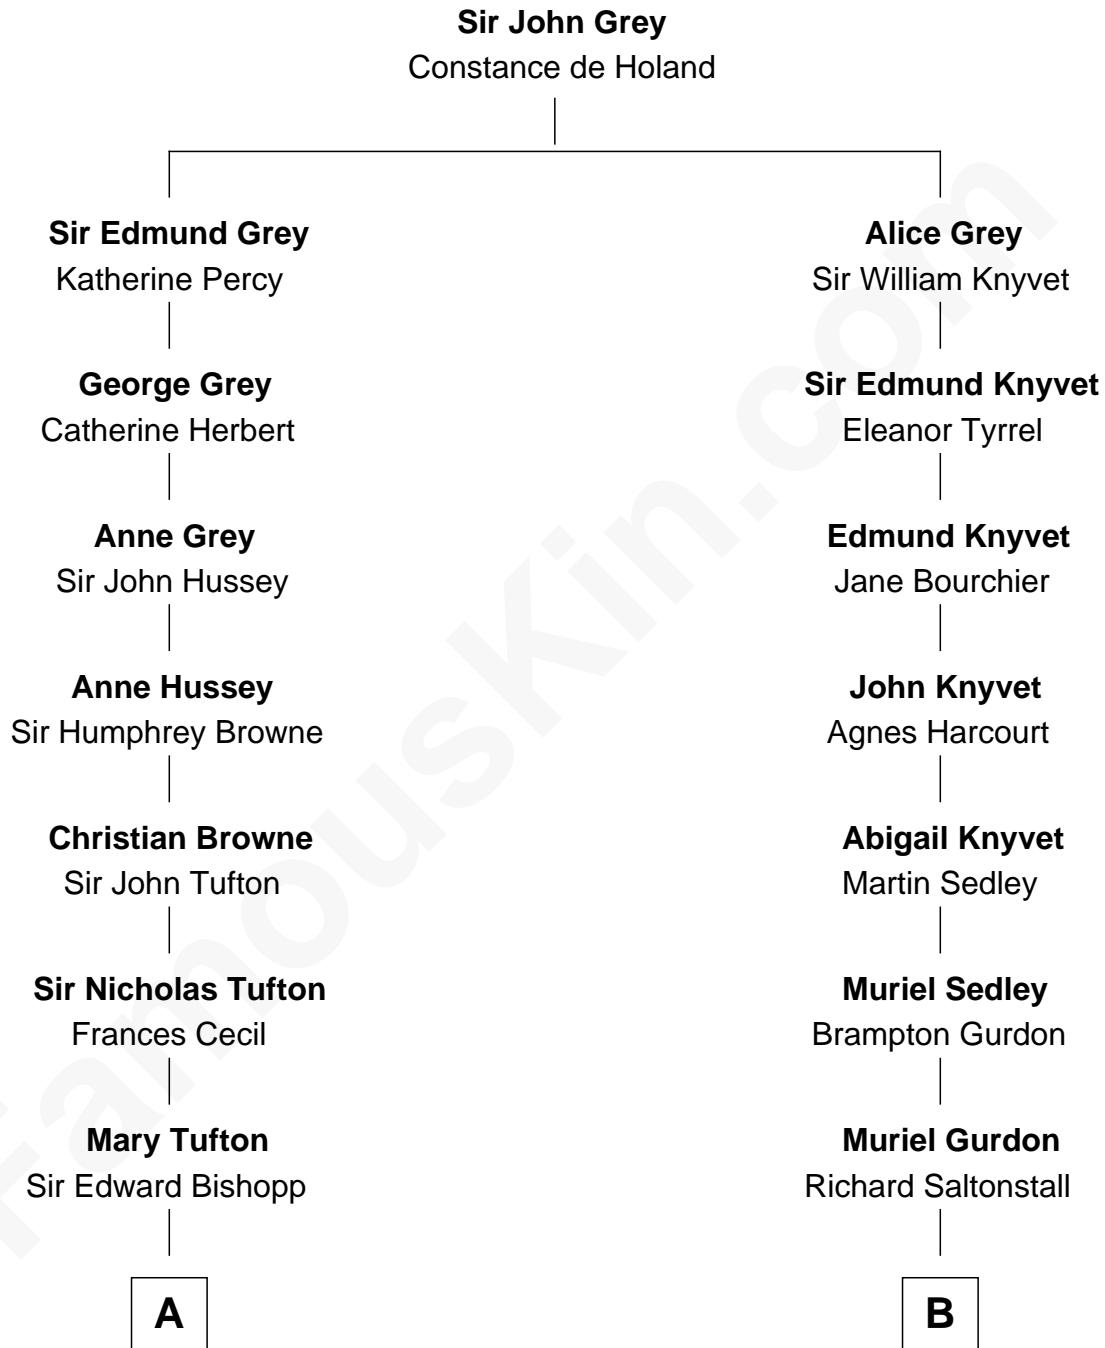 Sir John Grey
Constance de Holand
Sir Edmund Grey
Katherine Percy
Alice Grey
Sir William Knyvet
George Grey
Catherine Herbert
Sir Edmund Knyvet
Eleanor Tyrrel
Anne Grey
Sir John Hussey
Edmund Knyvet
Jane Bourchier
Anne Hussey
Sir Humphrey Browne
John Knyvet
Agnes Harcourt
Christian Browne
Sir John Tufton
Abigail Knyvet
Martin Sedley
Sir Nicholas Tufton
Frances Cecil
Muriel Sedley
Brampton Gurdon
Mary Tufton
Sir Edward Bishopp
Muriel Gurdon
Richard Saltonstall
A
B
FamousKin.com